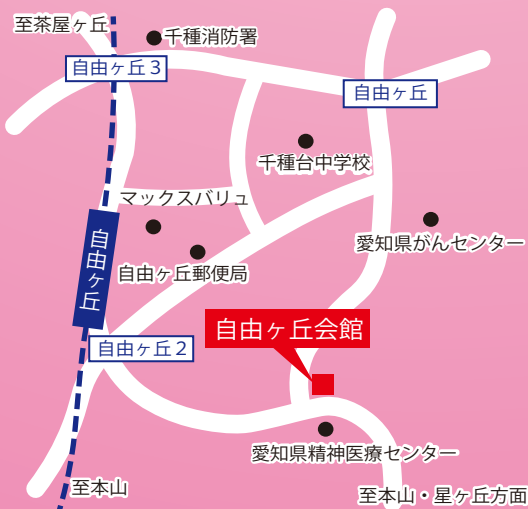 至茶屋ヶ丘
千種消防署
自由ヶ丘3
自由ヶ丘
千種台中学校
マックスバリュ
愛知県がんセンター
自由ヶ丘
自由ヶ丘郵便局
自由ヶ丘会館
自由ヶ丘2
愛知県精神医療センター
至本山
至本山・星ヶ丘方面